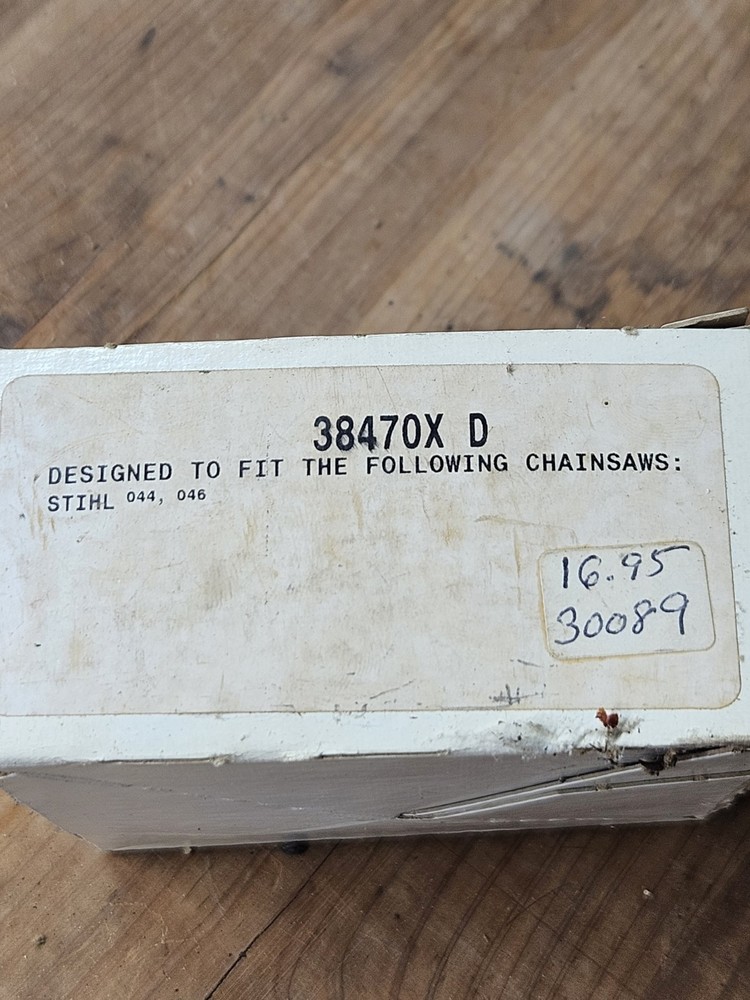 38470X D
DESIGNED TO FIT THE FOLLOWING CHAINSAWS:
STIHL 044, 046
16.95
30089